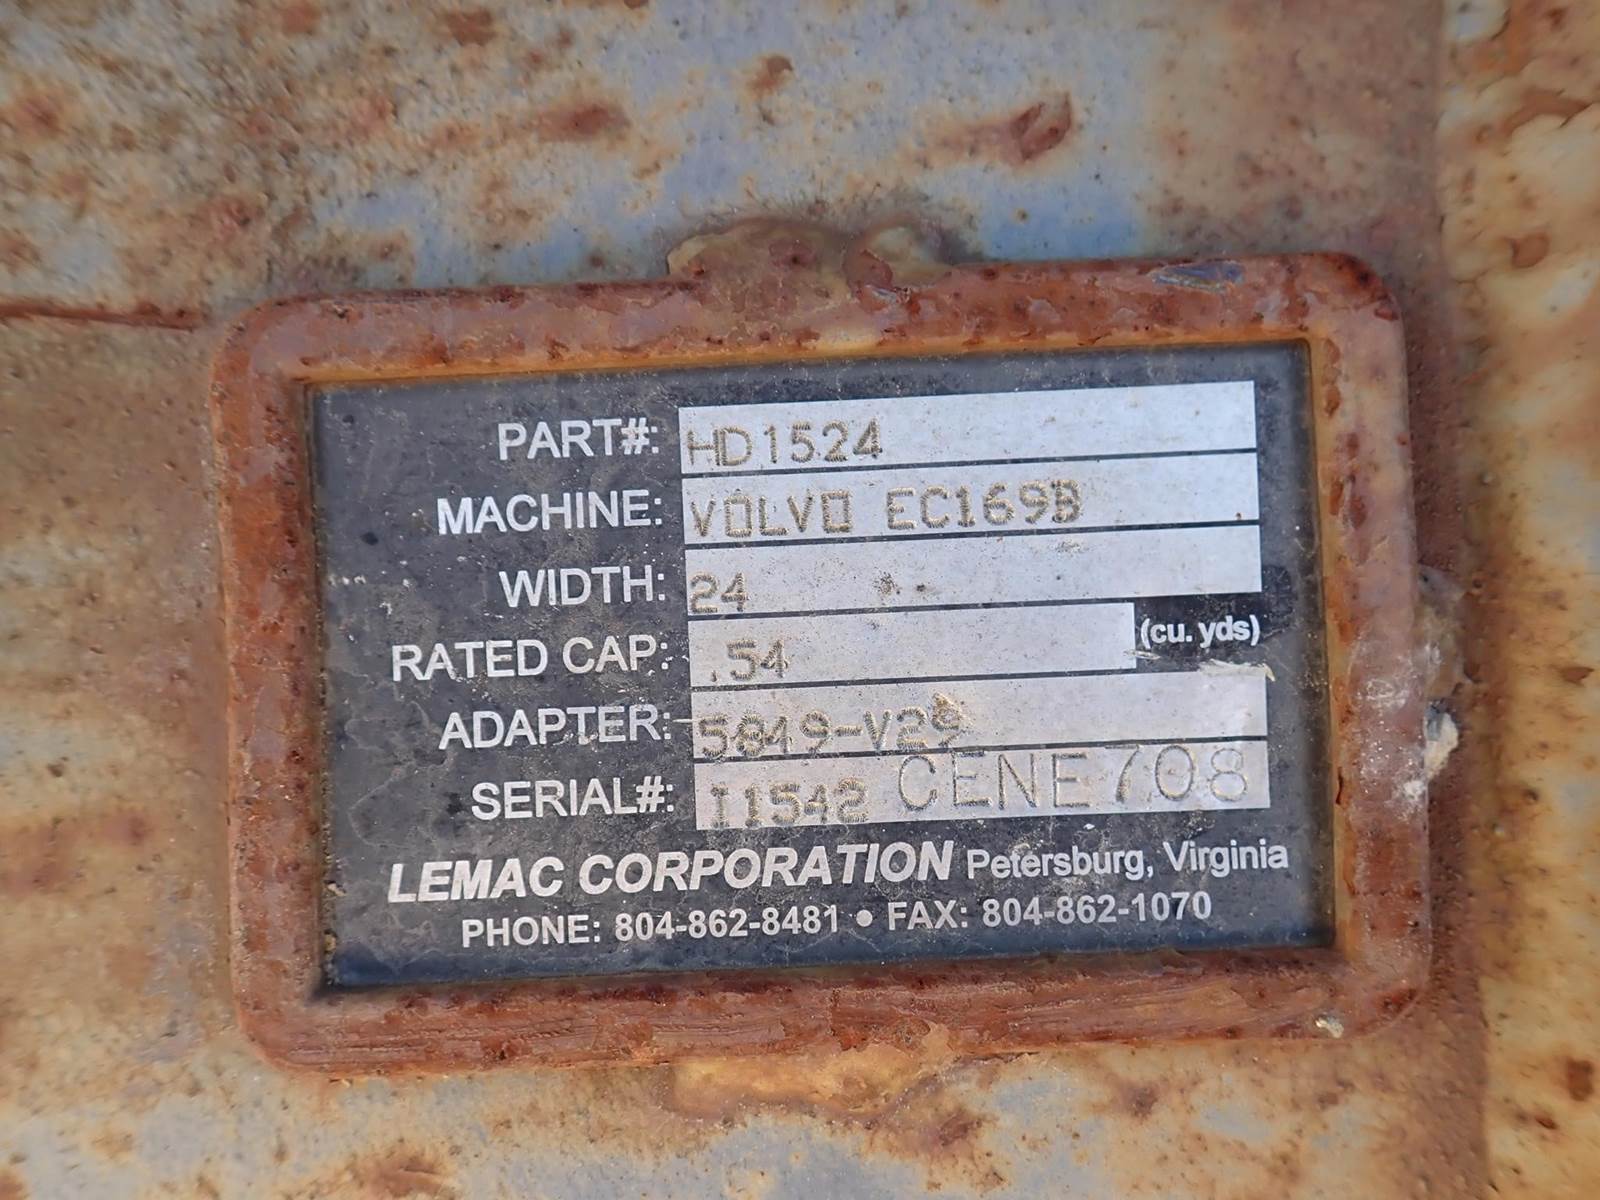 PART#: HD1524
MACHINE: VOLVO EC169B
WIDTH: 24
RATED CAP: .54 (cu. yds)
ADAPTER: 5849-V29
SERIAL#: I1542 CENE708
LEMAC CORPORATION Petersburg, Virginia
PHONE: 804-862-8481 • FAX: 804-862-1070